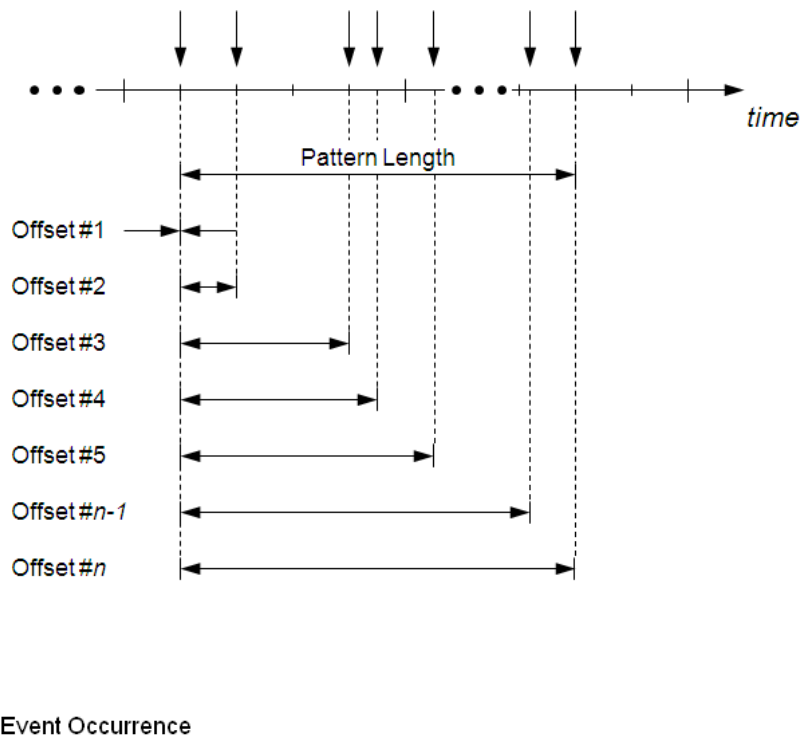 time
Pattern Length
Offset #1
Offset #2
Offset #3
Offset #4
Offset #5
Offset #n-1
Offset #n
Event Occurrence